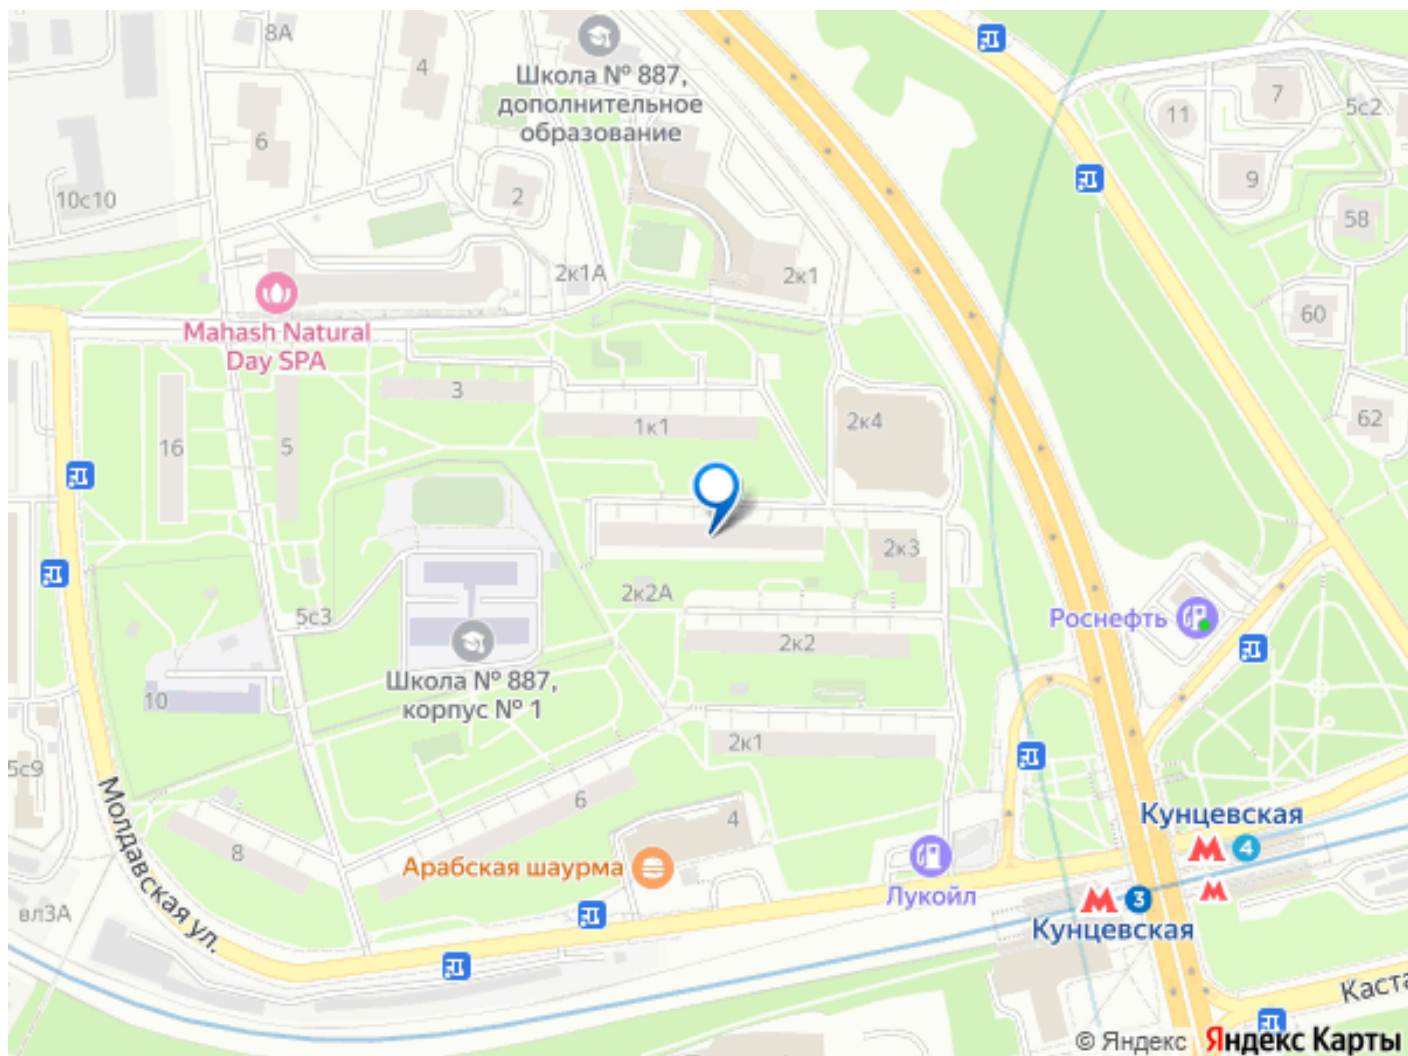 8А
4
Школа № 887,
дополнительное
образование
7
5с2
11
6
9
10с10
2
58
2к1А
2к1
60
Mahash Natural
Day SPA
3
2к4
62
1к1
16
5
2к3
2к2А
5с3
Роснефть
2к2
Школа № 887,
корпус № 1
10
2к1
5с9
Молдавская ул.
6
4
Кунцевская
4
8
Арабская шаурма
Лукойл
3
вл3А
Кунцевская
Каста
© Яндекс Яндекс Карты